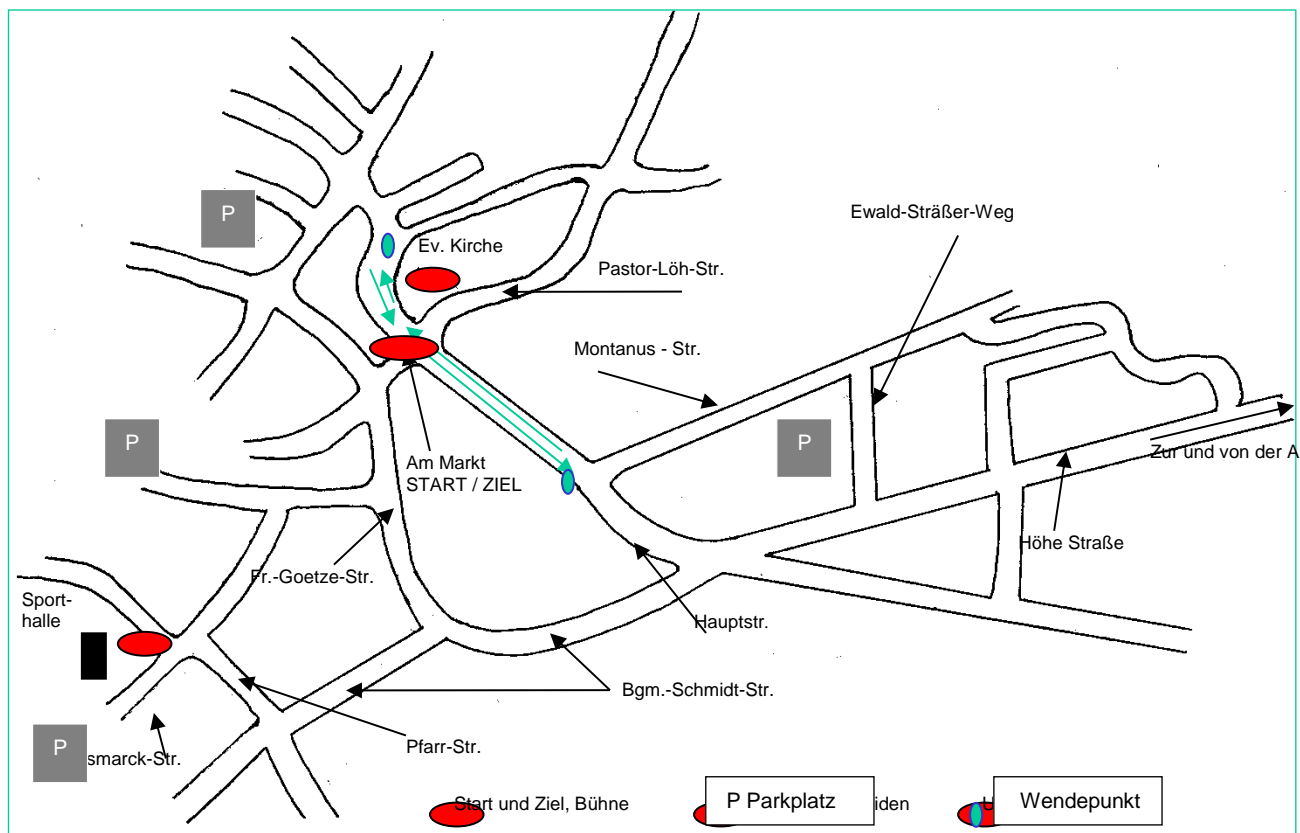 P
Ewald-Sträßer-Weg
Ev. Kirche
Pastor-Löh-Str.
Montanus - Str.
P
P
Am Markt
START / ZIEL
Zur und von der A
Höhe Straße
Fr.-Goetze-Str.
Sport-
halle
Hauptstr.
Bgm.-Schmidt-Str.
Pfarr-Str.
P
smarck-Str.
Start und Ziel, Bühne
P Parkplatz
iden
Wendepunkt